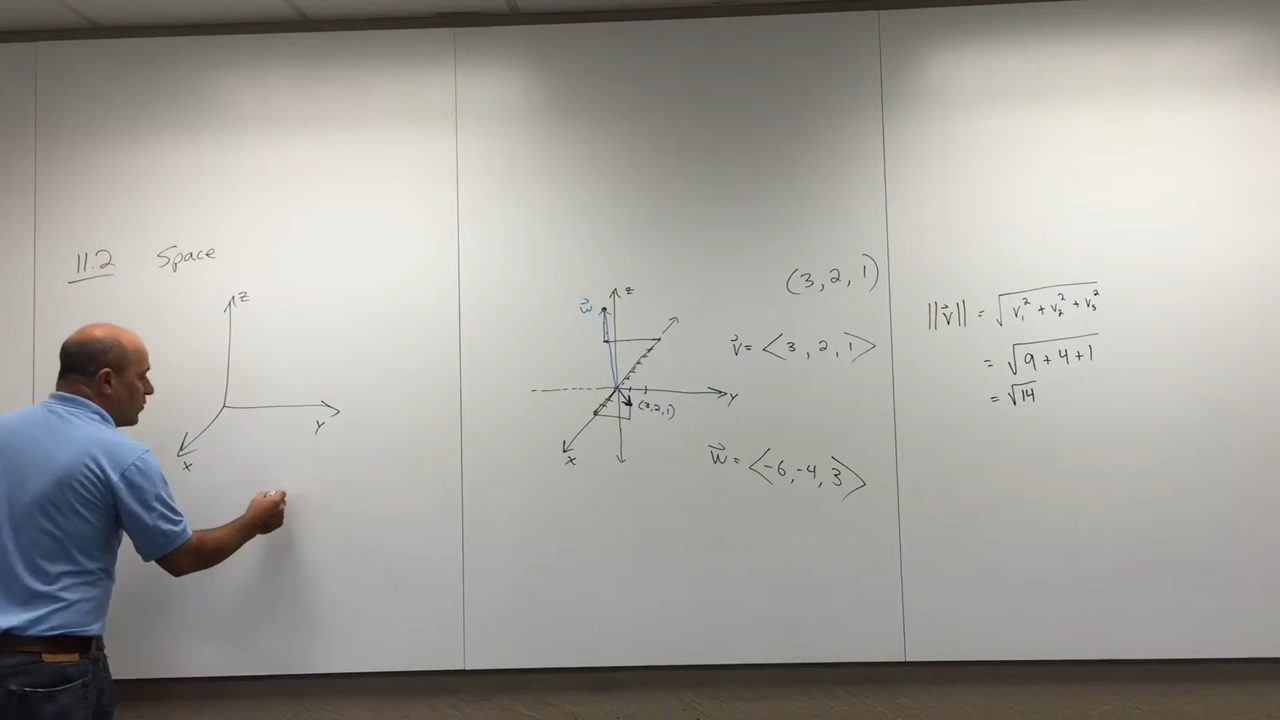 11.2 Space
Z
Y
X
w⃗
Z
Y
X
(3,2,1)
(3,2,1)
v⃗ = <3, 2, 1>
w⃗ = <-6, -4, 3>
||v⃗|| = √(v₁² + v₂² + v₃²)
= √(9+4+1)
= √14